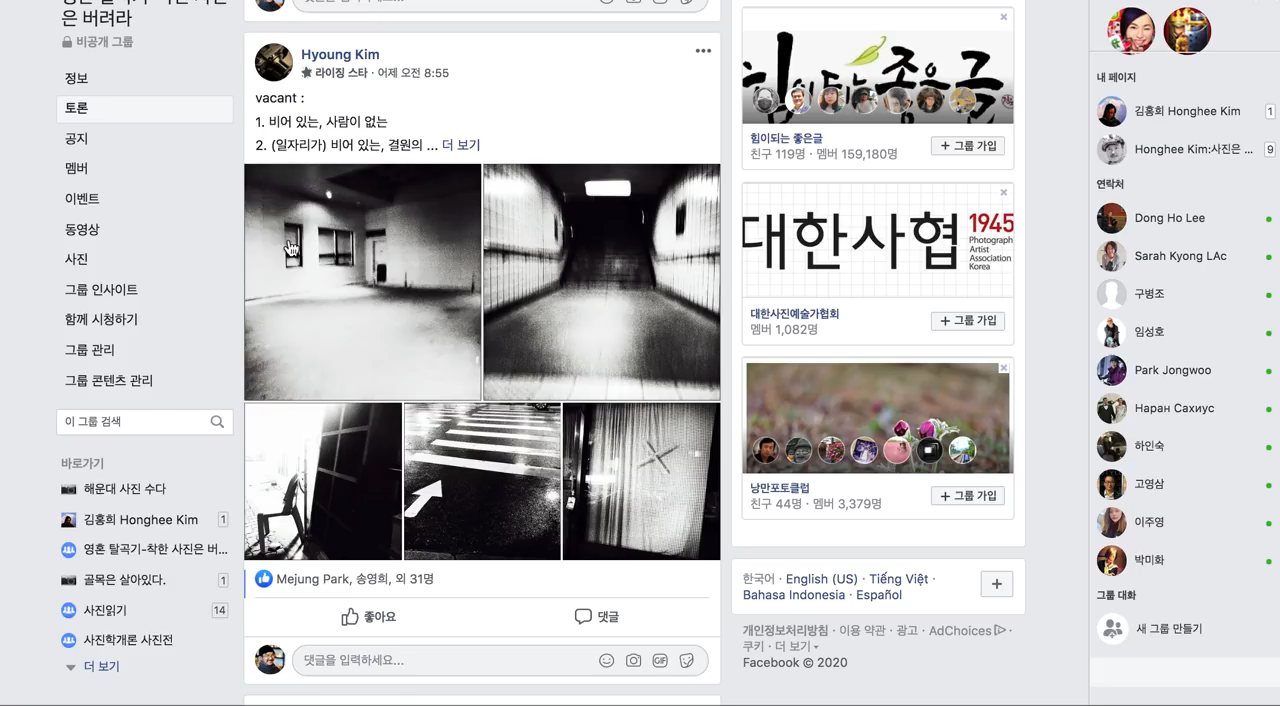 은 버려라
비공개 그룹
정보
토론
공지
멤버
이벤트
동영상
사진
그룹 인사이트
함께 시청하기
그룹 관리
그룹 콘텐츠 관리
이 그룹 검색
바로가기
해운대 사진 수다
김홍희 Honghee Kim 1
영혼 탈곡기-착한 사진은 버...
골목은 살아있다. 1
사진읽기 14
사진학개론 사진전
더 보기
Hyoung Kim
라이징 스타 · 어제 오전 8:55
vacant :
1. 비어 있는, 사람이 없는
2. (일자리가) 비어 있는, 결원의 ... 더 보기
Mejung Park, 송영희, 외 31명
좋아요
댓글
댓글을 입력하세요...
GIF
힘이되는 좋은글
힘이되는 좋은글
친구 119명 · 멤버 159,180명
+ 그룹 가입
대한사협 1945
Photograph
Artist
Association
Korea
대한사진예술가협회
멤버 1,082명
+ 그룹 가입
낭만포토클럽
친구 44명 · 멤버 3,379명
+ 그룹 가입
한국어 · English (US) · Tiếng Việt ·
Bahasa Indonesia · Español
개인정보처리방침 · 이용 약관 · 광고 · AdChoices ·
쿠키 · 더 보기
Facebook © 2020
내 페이지
김홍희 Honghee Kim 1
Honghee Kim:사진은 ... 9
연락처
Dong Ho Lee
Sarah Kyong LAc
구병조
임성호
Park Jongwoo
Наран Сахиус
하인숙
고영삼
이주영
박미화
그룹 대화
새 그룹 만들기